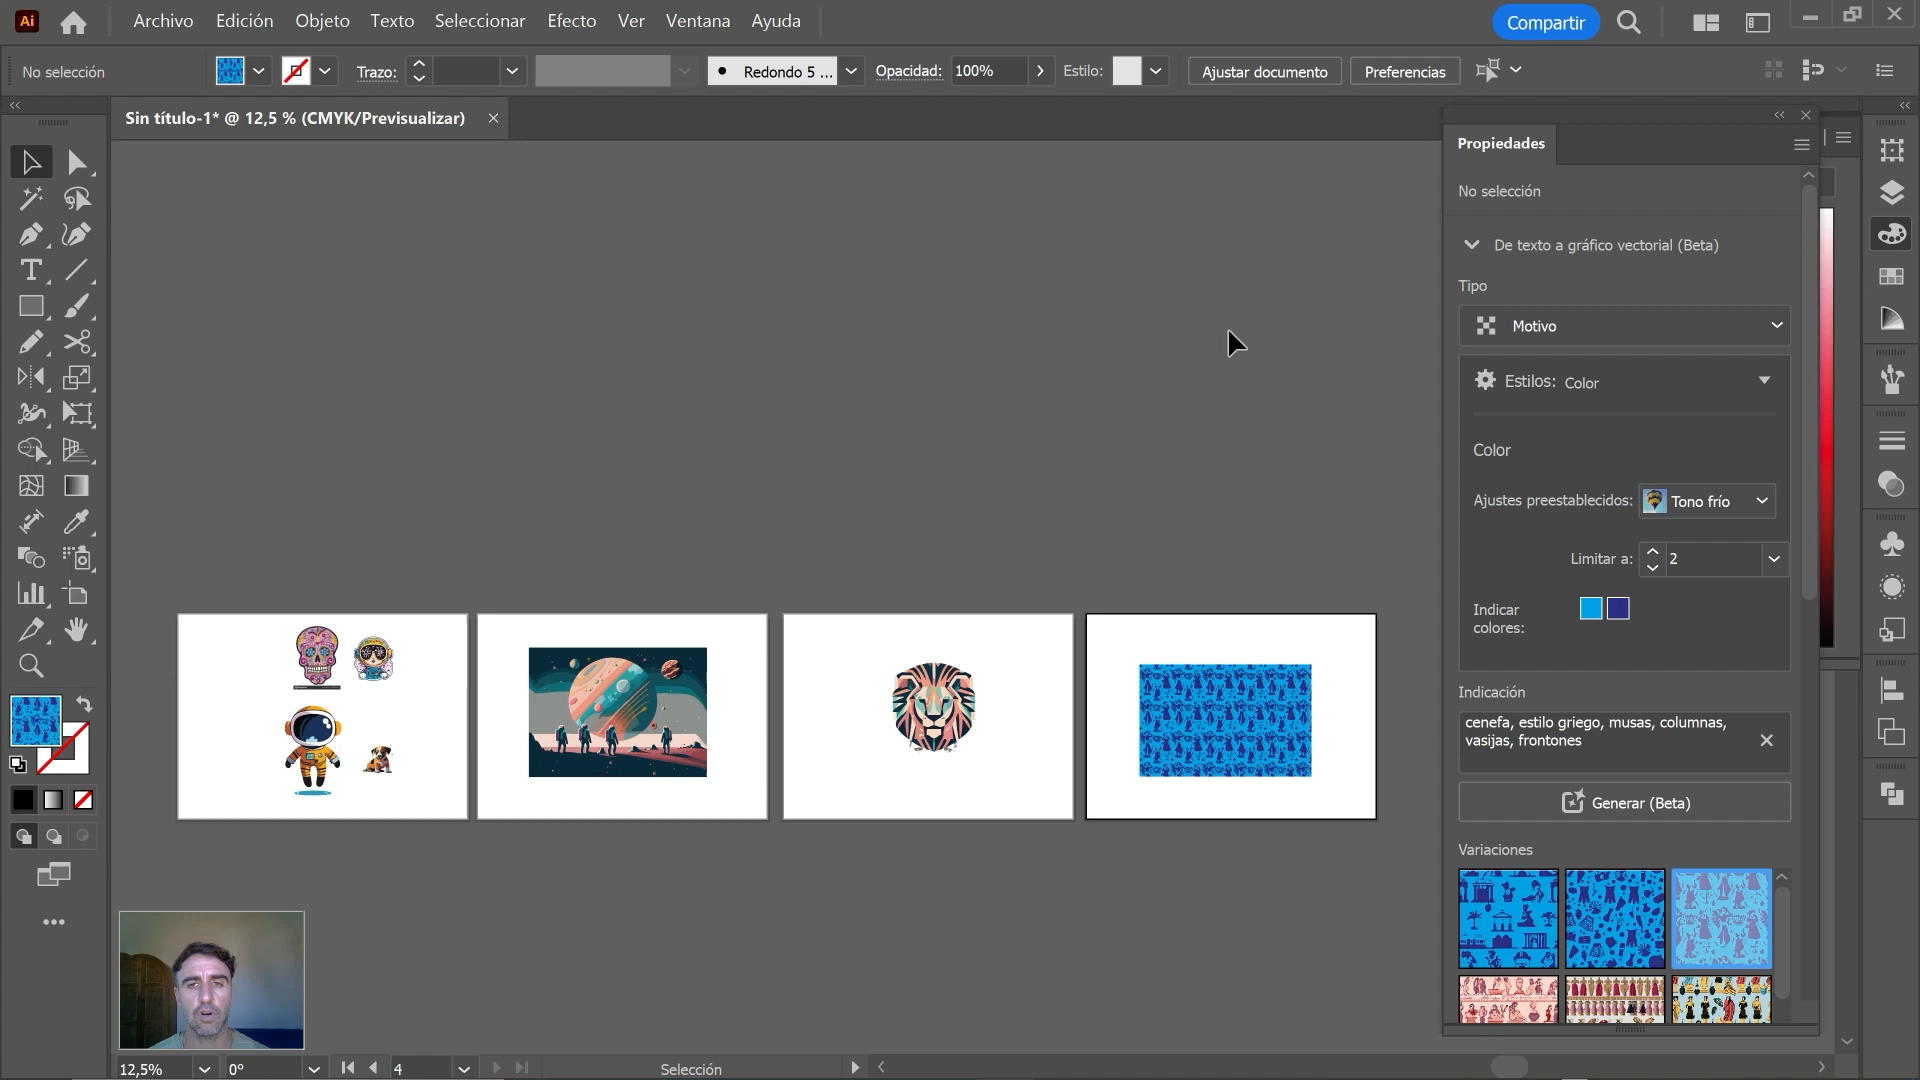 Ai
Archivo Edición Objeto Texto Seleccionar Efecto Ver Ventana Ayuda
Compartir
No selección
Trazo:
Redondo 5 ...
Opacidad:
100%
Estilo:
Ajustar documento
Preferencias
Sin título-1* @ 12,5 % (CMYK/Previsualizar)
Propiedades
No selección
De texto a gráfico vectorial (Beta)
Tipo
Motivo
Estilos: Color
Color
Ajustes preestablecidos: Tono frío
Limitar a: 2
Indicar
colores:
Indicación
cenefa, estilo griego, musas, columnas,
vasijas, frontones
Generar (Beta)
Variaciones
12,5%
0°
4
Selección